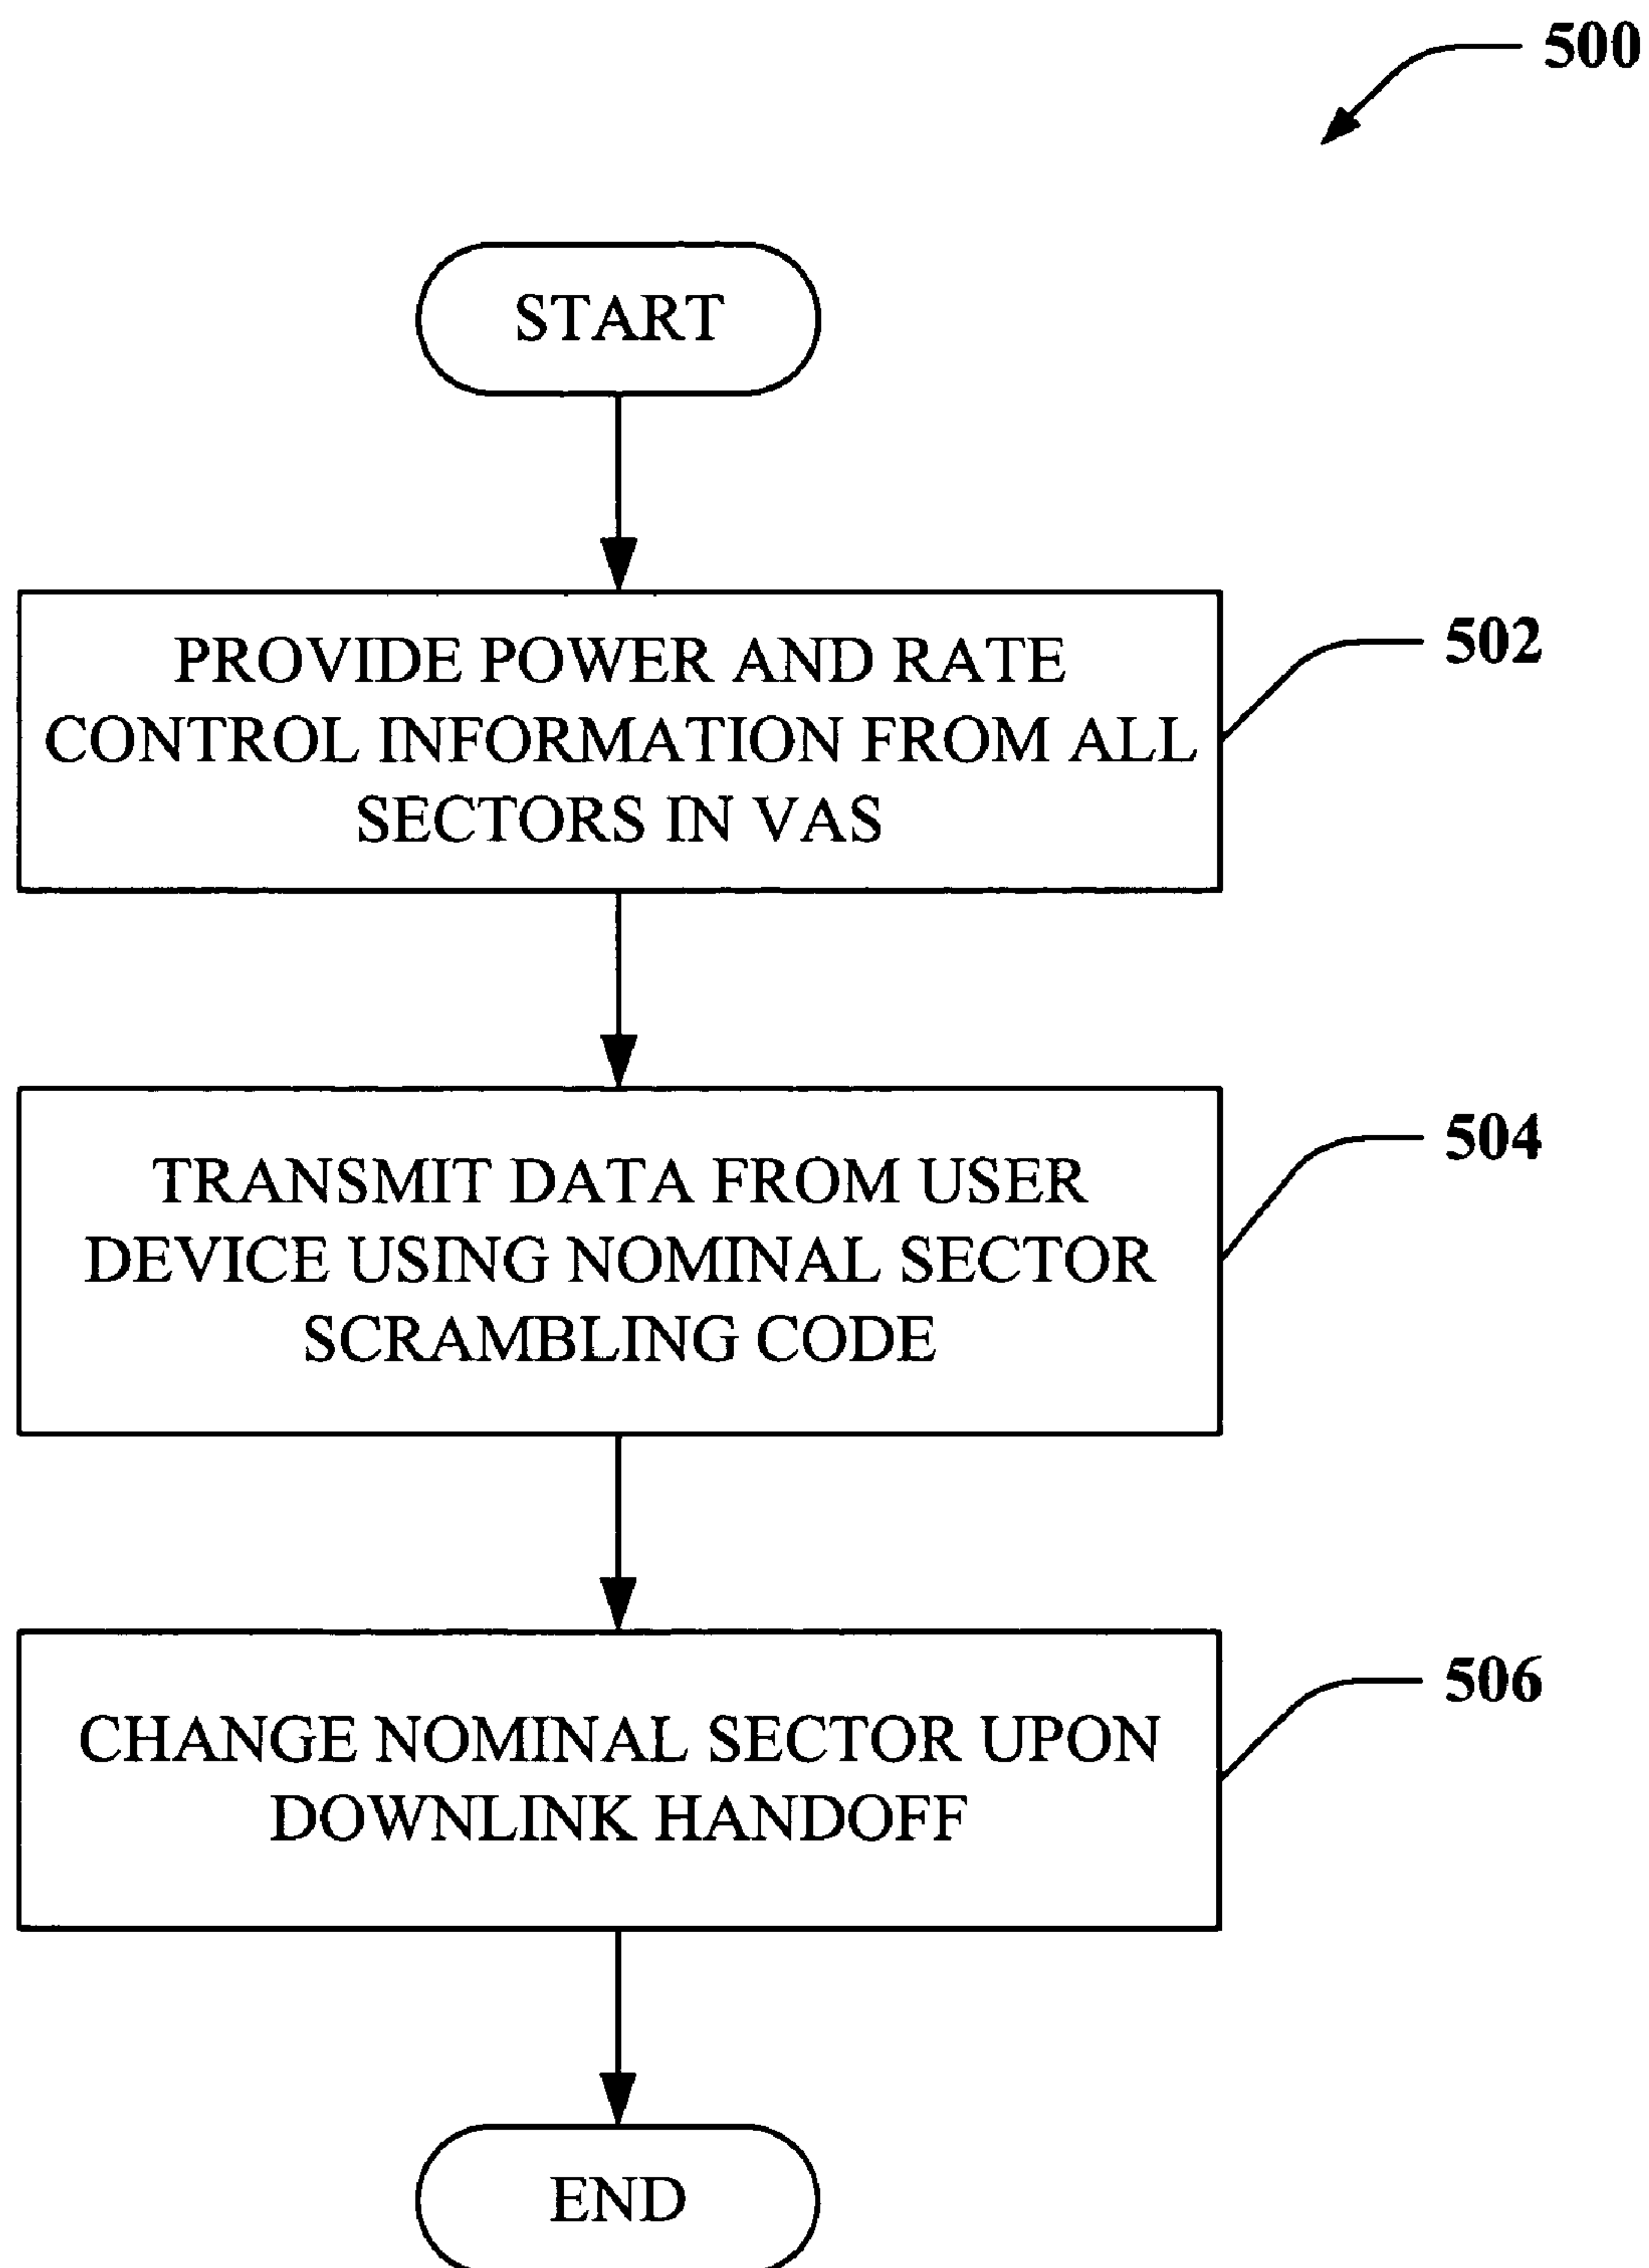 500
START
PROVIDE POWER AND RATE
CONTROL INFORMATION FROM ALL
SECTORS IN VAS
502
TRANSMIT DATA FROM USER
DEVICE USING NOMINAL SECTOR
SCRAMBLING CODE
504
CHANGE NOMINAL SECTOR UPON
DOWNLINK HANDOFF
506
END